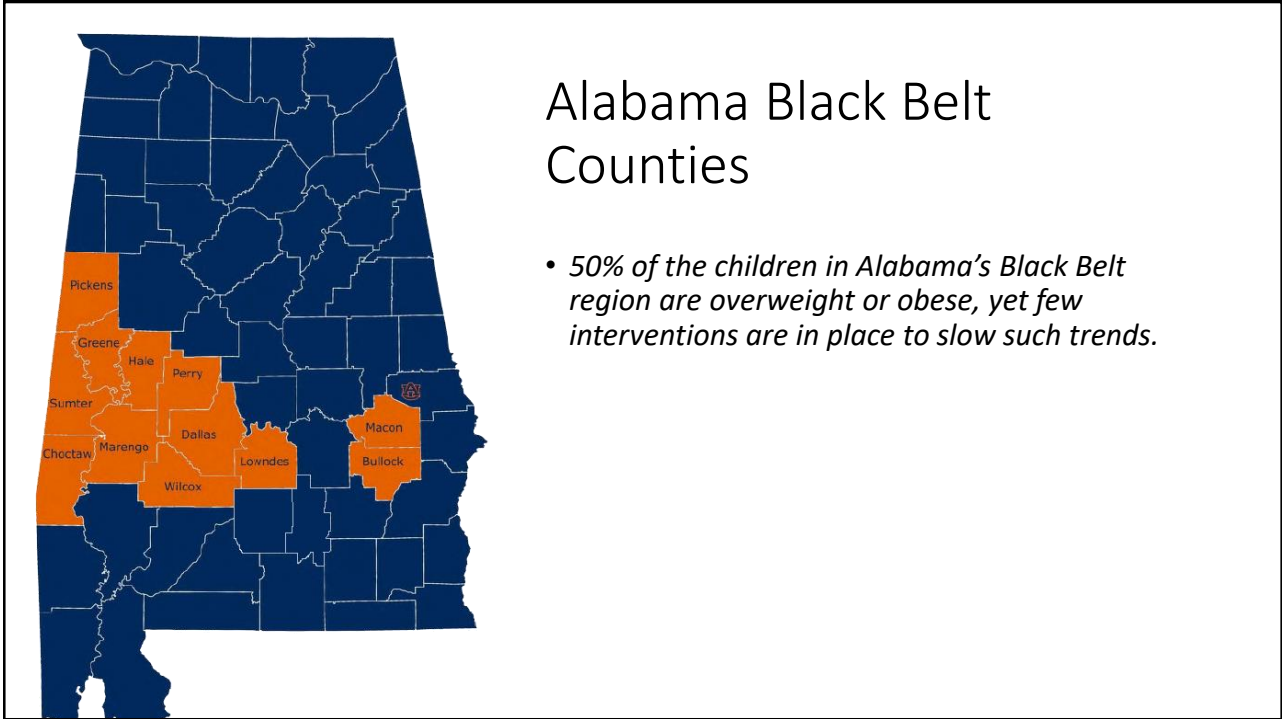 Alabama Black Belt
Counties
• 50% of the children in Alabama’s Black Belt
region are overweight or obese, yet few
interventions are in place to slow such trends.
Pickens
Greene
Hale
Perry
Sumter
Dallas
Macon
Choctaw
Marengo
Lowndes
Bullock
Wilcox
AU